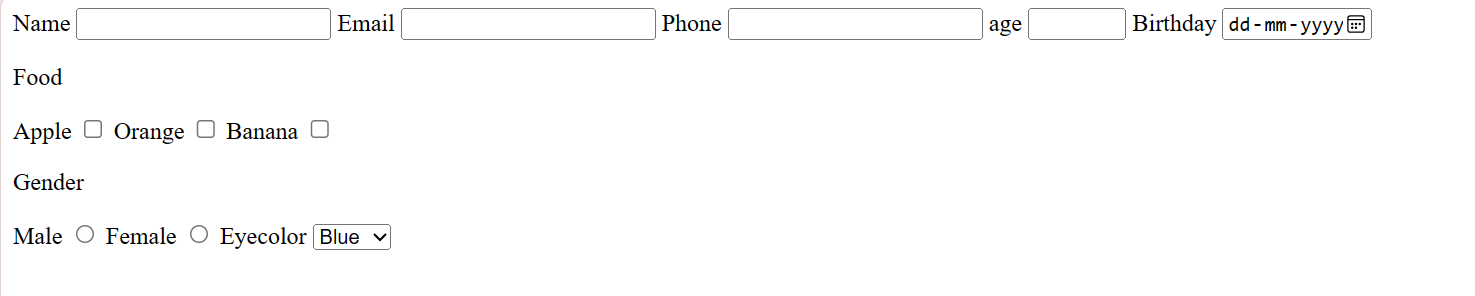 Name Email Phone age Birthday dd-mm-yyyy
Food
Apple Orange Banana
Gender
Male Female Eyecolor Blue